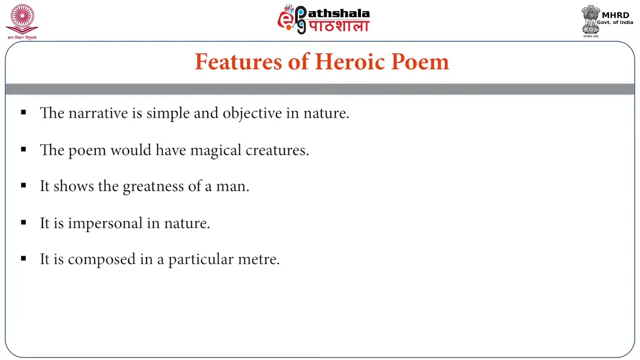 Pathshala
पाठशाला
MHRD
Govt. of India
Features of Heroic Poem
▪ The narrative is simple and objective in nature.
▪ The poem would have magical creatures.
▪ It shows the greatness of a man.
▪ It is impersonal in nature.
▪ It is composed in a particular metre.